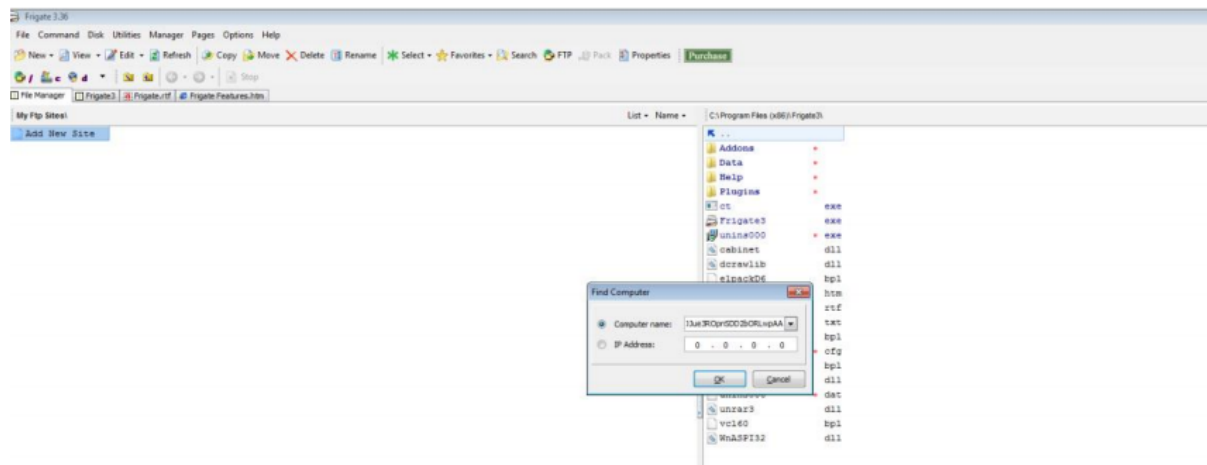 Frigate 3.36
File Command Disk Utilities Manager Pages Options Help
New View Edit Refresh Copy Move Delete Rename Select Favorites Search FTP Pack Properties Purchase
/ c d Stop
File Manager Frigate3 Frigate.rtf Frigate Features.htm
My Ftp Sites\ List Name C:\Program Files (x86)\Frigate3\
Add New Site
..
Addons
Data
Help
Plugins
ct exe
Frigate3 exe
unins000 exe
cabinet dll
dcrawlib dll
elpackD6 bpl
Find Computer
htm
rtf
Computer name:
txt
bpl
IP Address: 0 . 0 . 0 . 0
cfg
bpl
OK Cancel
dll
unins000 dat
unrar3 dll
vcl60 bpl
WnASPI32 dll